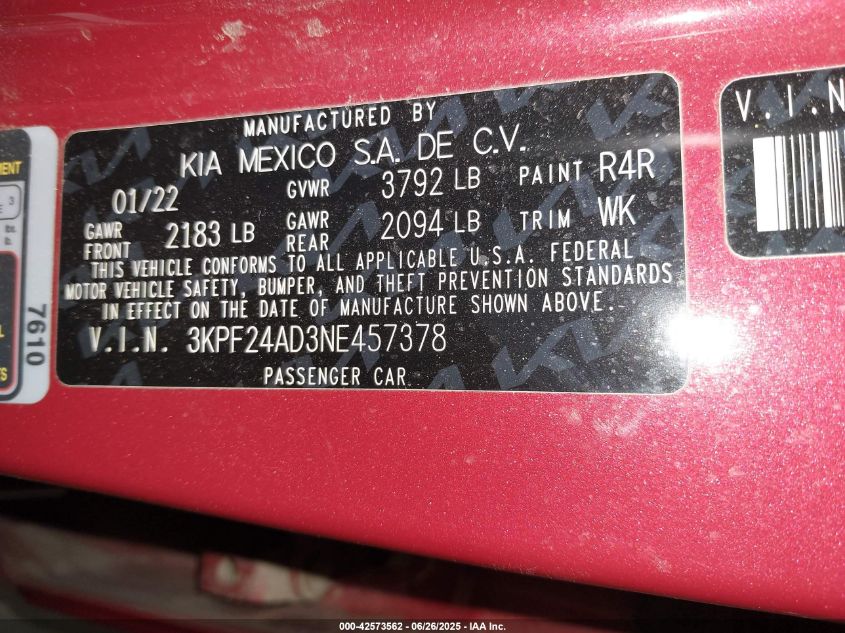 MANUFACTURED BY
KIA MEXICO S.A. DE C.V.
01/22 GVWR 3792 LB PAINT R4R
GAWR FRONT 2183 LB GAWR REAR 2094 LB TRIM WK
THIS VEHICLE CONFORMS TO ALL APPLICABLE U.S.A. FEDERAL
MOTOR VEHICLE SAFETY, BUMPER, AND THEFT PREVENTION STANDARDS
IN EFFECT ON THE DATE OF MANUFACTURE SHOWN ABOVE.
V.I.N. 3KPF24AD3NE457378
PASSENGER CAR
7610
V.I.N
000-42573562 | 06/26/2025 - IAA Inc.